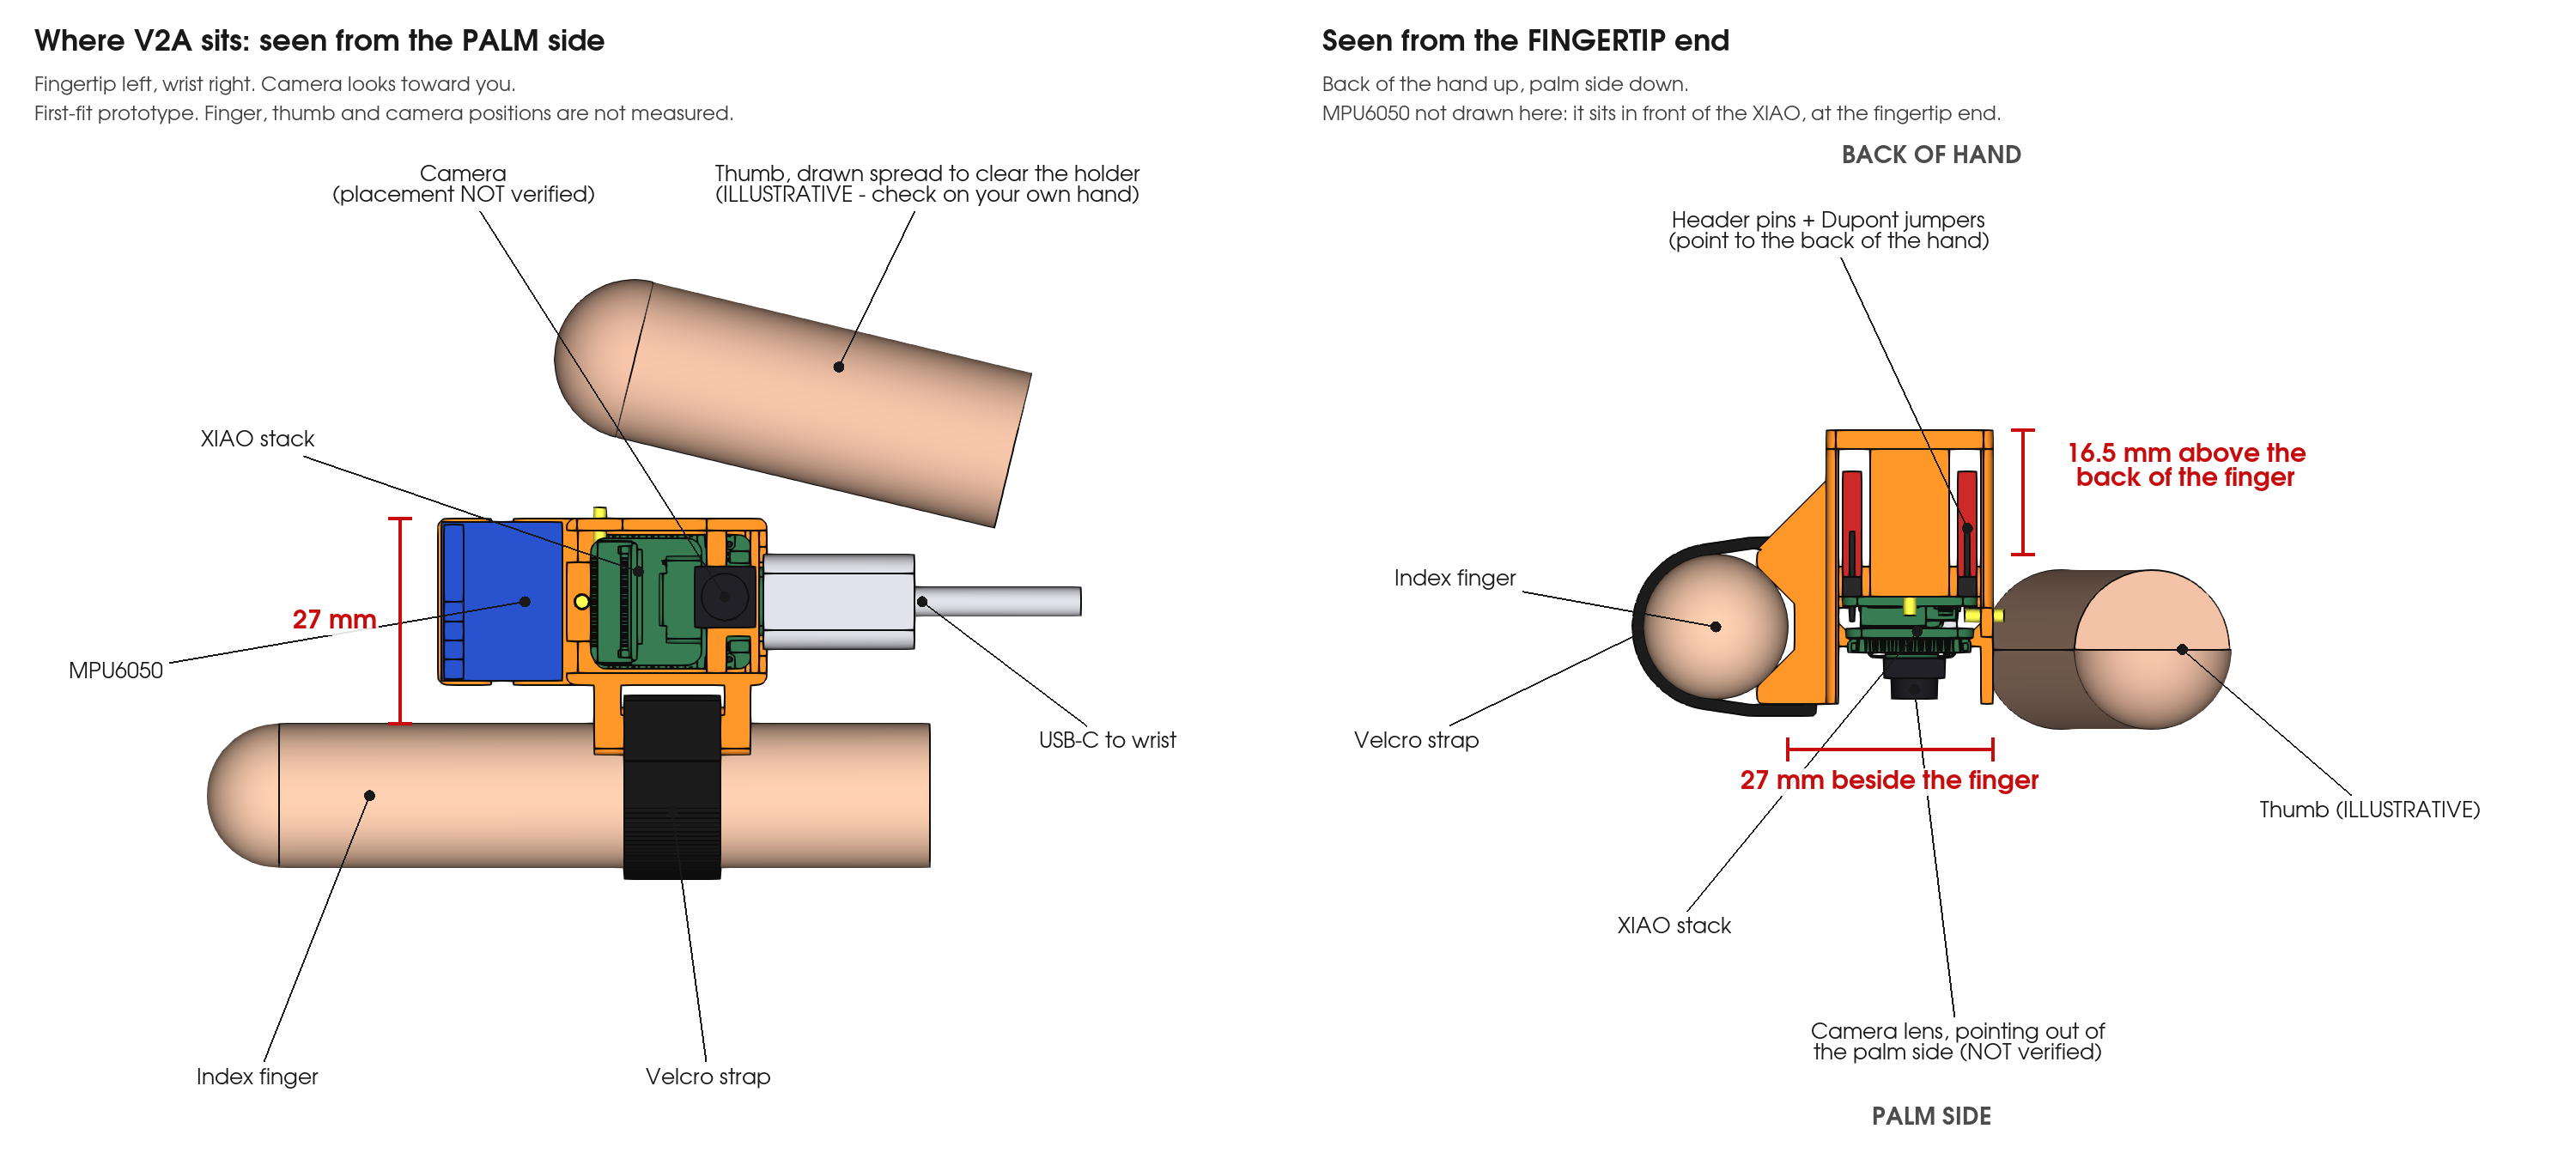 Where V2A sits: seen from the PALM side
Fingertip left, wrist right. Camera looks toward you.
First-fit prototype. Finger, thumb and camera positions are not measured.
Camera
(placement NOT verified)
Thumb, drawn spread to clear the holder
(ILLUSTRATIVE - check on your own hand)
XIAO stack
27 mm
MPU6050
USB-C to wrist
Index finger
Velcro strap
Seen from the FINGERTIP end
Back of the hand up, palm side down.
MPU6050 not drawn here: it sits in front of the XIAO, at the fingertip end.
BACK OF HAND
Header pins + Dupont jumpers
(point to the back of the hand)
16.5 mm above the
back of the finger
Index finger
Velcro strap
27 mm beside the finger
Thumb (ILLUSTRATIVE)
XIAO stack
Camera lens, pointing out of
the palm side (NOT verified)
PALM SIDE